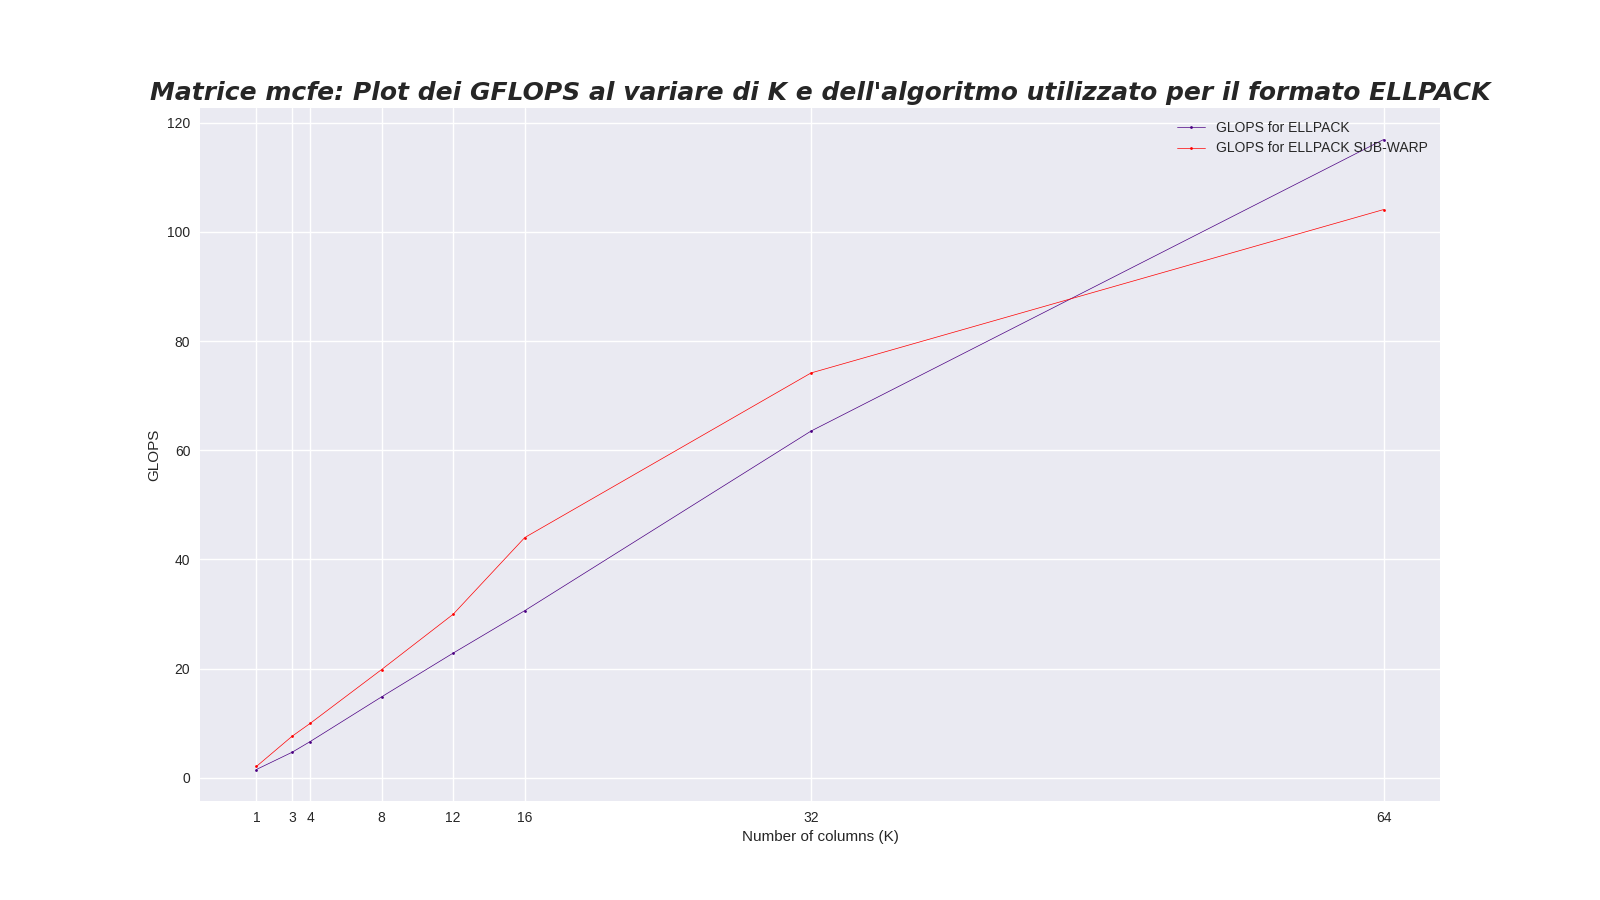 Matrice mcfe: Plot dei GFLOPS al variare di K e dell'algoritmo utilizzato per il formato ELLPACK
120
100
80
60
40
20
0
GLOPS
GLOPS for ELLPACK
GLOPS for ELLPACK SUB-WARP
1 3 4 8 12 16 32 64
Number of columns (K)